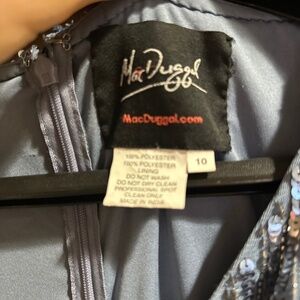 Mac Duggal
MacDuggal.com
100% POLYESTER
100% POLYESTER
LINING
DO NOT WASH
DO NOT DRY CLEAN
PROFESSIONAL SPOT
CLEAN ONLY
MADE IN INDIA
10